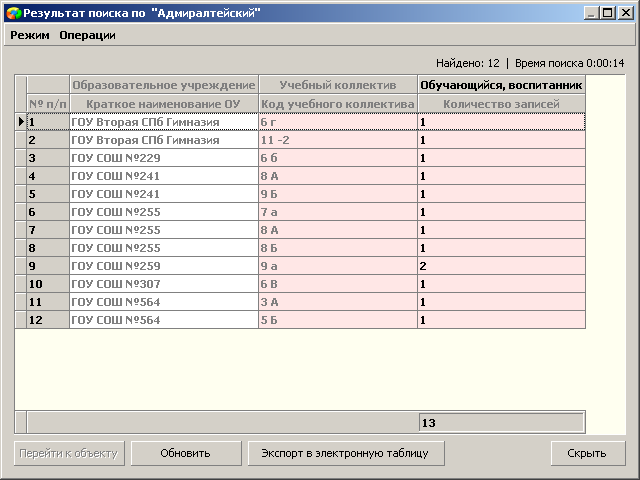 Результат поиска по "Адмиралтейский"
Режим Операции
Найдено: 12 | Время поиска 0:00:14
Образовательное учреждение Учебный коллектив Обучающийся, воспитанник
№ п/п Краткое наименование ОУ Код учебного коллектива Количество записей
1 ГОУ Вторая СПб Гимназия 6 г 1
2 ГОУ Вторая СПб Гимназия 11 -2 1
3 ГОУ СОШ №229 6 б 1
4 ГОУ СОШ №241 8 А 1
5 ГОУ СОШ №241 9 Б 1
6 ГОУ СОШ №255 7 а 1
7 ГОУ СОШ №255 8 А 1
8 ГОУ СОШ №255 8 Б 1
9 ГОУ СОШ №259 9 а 2
10 ГОУ СОШ №307 6 В 1
11 ГОУ СОШ №564 3 А 1
12 ГОУ СОШ №564 5 Б 1
13
Перейти к объекту Обновить Экспорт в электронную таблицу Скрыть